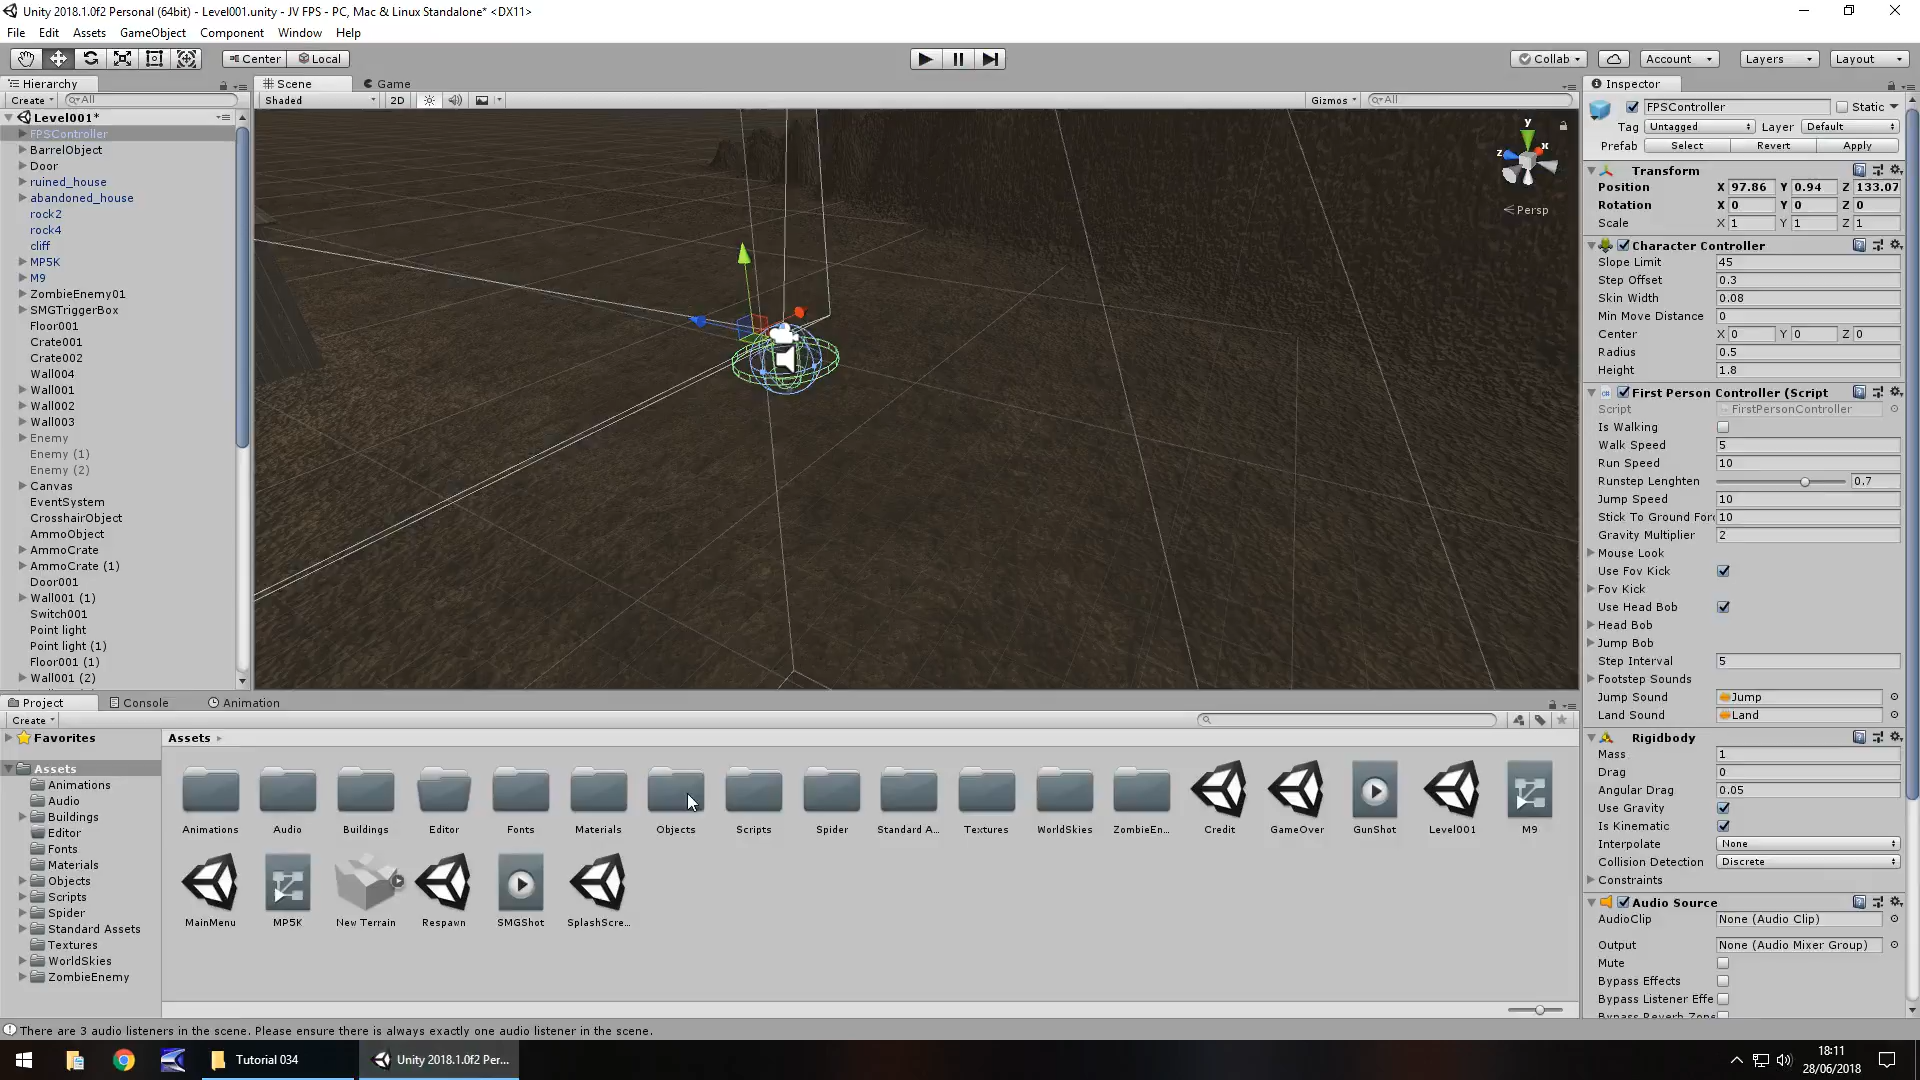 Unity 2018.1.0f2 Personal (64bit) - Level001.unity - JV FPS - PC, Mac & Linux Standalone* <DX11>
File Edit Assets GameObject Component Window Help
Center Local Collab Account Layers Layout
Hierarchy
Create All
Level001*
FPSController
BarrelObject
Door
ruined_house
abandoned_house
rock2
rock4
cliff
MP5K
M9
ZombieEnemy01
SMGTriggerBox
Floor001
Crate001
Crate002
Wall004
Wall001
Wall002
Wall003
Enemy
Enemy (1)
Enemy (2)
Canvas
EventSystem
CrosshairObject
AmmoObject
AmmoCrate
AmmoCrate (1)
Door001
Wall001 (1)
Switch001
Point light
Point light (1)
Floor001 (1)
Wall001 (2)
Scene Game
Shaded 2D Gizmos All
y
z x
Persp
Inspector
FPSController Static
Tag Untagged Layer Default
Prefab Select Revert Apply
Transform
Position X 97.86 Y 0.94 Z 133.07
Rotation X 0 Y 0 Z 0
Scale X 1 Y 1 Z 1
Character Controller
Slope Limit 45
Step Offset 0.3
Skin Width 0.08
Min Move Distance 0
Center X 0 Y 0 Z 0
Radius 0.5
Height 1.8
First Person Controller (Script
Script FirstPersonController
Is Walking
Walk Speed 5
Run Speed 10
Runstep Lenghten 0.7
Jump Speed 10
Stick To Ground For 10
Gravity Multiplier 2
Mouse Look
Use Fov Kick
Fov Kick
Use Head Bob
Head Bob
Jump Bob
Step Interval 5
Footstep Sounds
Jump Sound Jump
Land Sound Land
Rigidbody
Mass 1
Drag 0
Angular Drag 0.05
Use Gravity
Is Kinematic
Interpolate None
Collision Detection Discrete
Constraints
Audio Source
AudioClip None (Audio Clip)
Output None (Audio Mixer Group)
Mute
Bypass Effects
Bypass Listener Effe
Bypass Reverb Zone
Project Console Animation
Create
Favorites
Assets
Animations
Audio
Buildings
Editor
Fonts
Materials
Objects
Scripts
Spider
Standard Assets
Textures
WorldSkies
ZombieEnemy
Assets
Animations Audio Buildings Editor Fonts Materials Objects Scripts Spider Standard A... Textures WorldSkies ZombieEn... Credit GameOver GunShot Level001 M9
MainMenu MP5K New Terrain Respawn SMGShot SplashScre...
There are 3 audio listeners in the scene. Please ensure there is always exactly one audio listener in the scene.
Tutorial 034 Unity 2018.1.0f2 Per... 18:11
28/06/2018